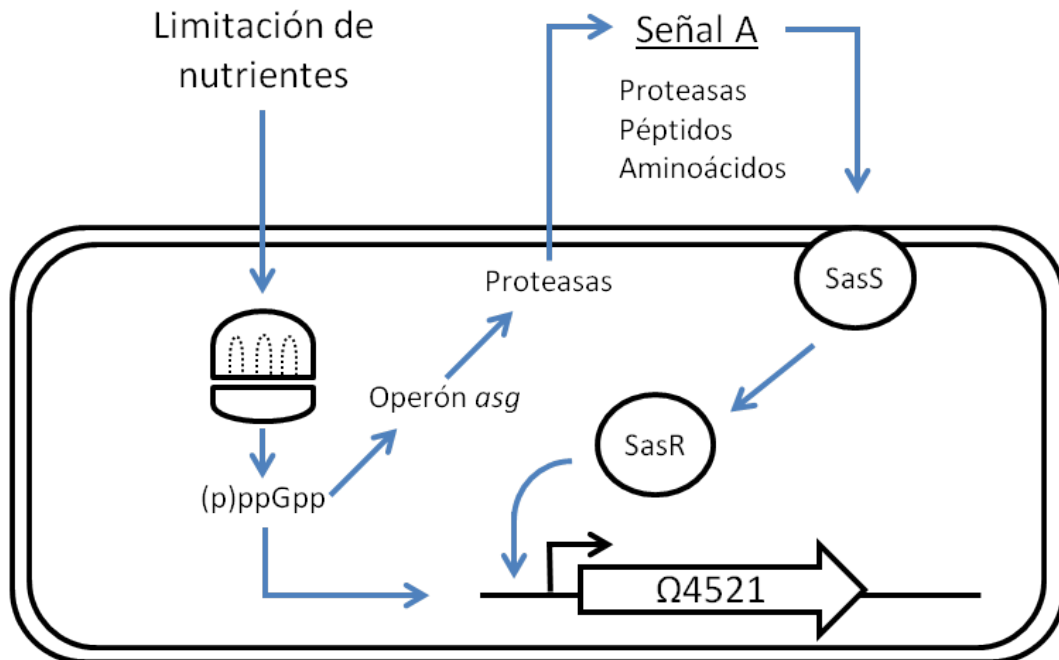 Limitación de
nutrientes
Señal A
Proteasas
Péptidos
Aminoácidos
Proteasas
SasS
Operón asg
SasR
(p)ppGpp
Ω4521